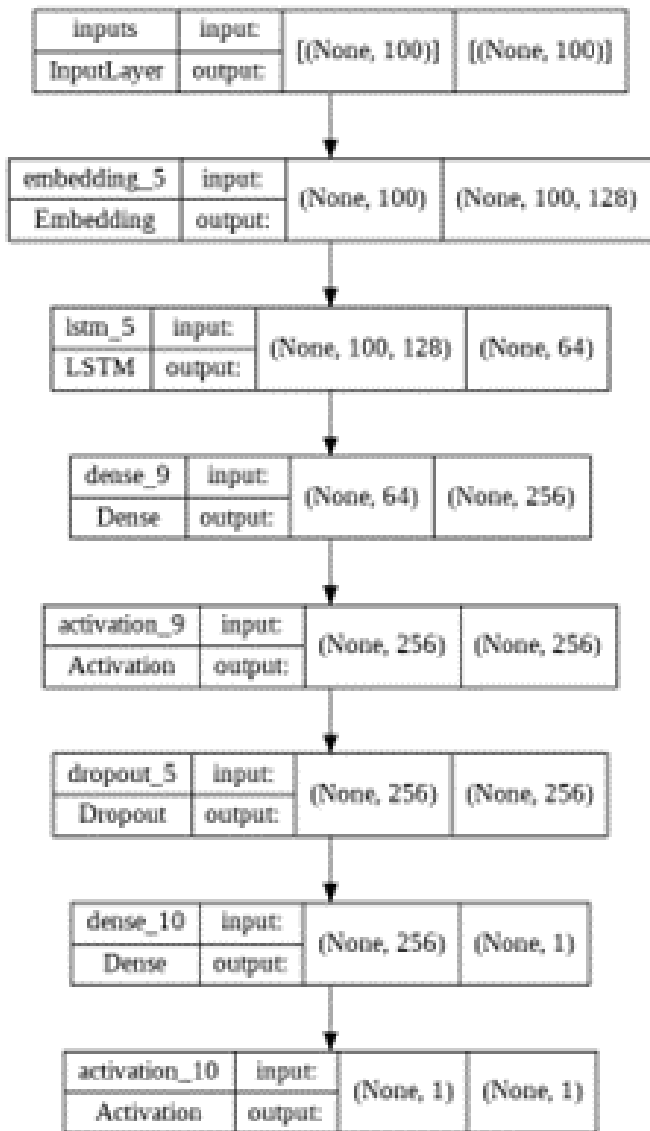 inputs input: [(None, 100)] [(None, 100)]
InputLayer output:
embedding_5 input: (None, 100) (None, 100, 128)
Embedding output:
lstm_5 input: (None, 100, 128) (None, 64)
LSTM output:
dense_9 input: (None, 64) (None, 256)
Dense output:
activation_9 input: (None, 256) (None, 256)
Activation output:
dropout_5 input: (None, 256) (None, 256)
Dropout output:
dense_10 input: (None, 256) (None, 1)
Dense output:
activation_10 input: (None, 1) (None, 1)
Activation output: